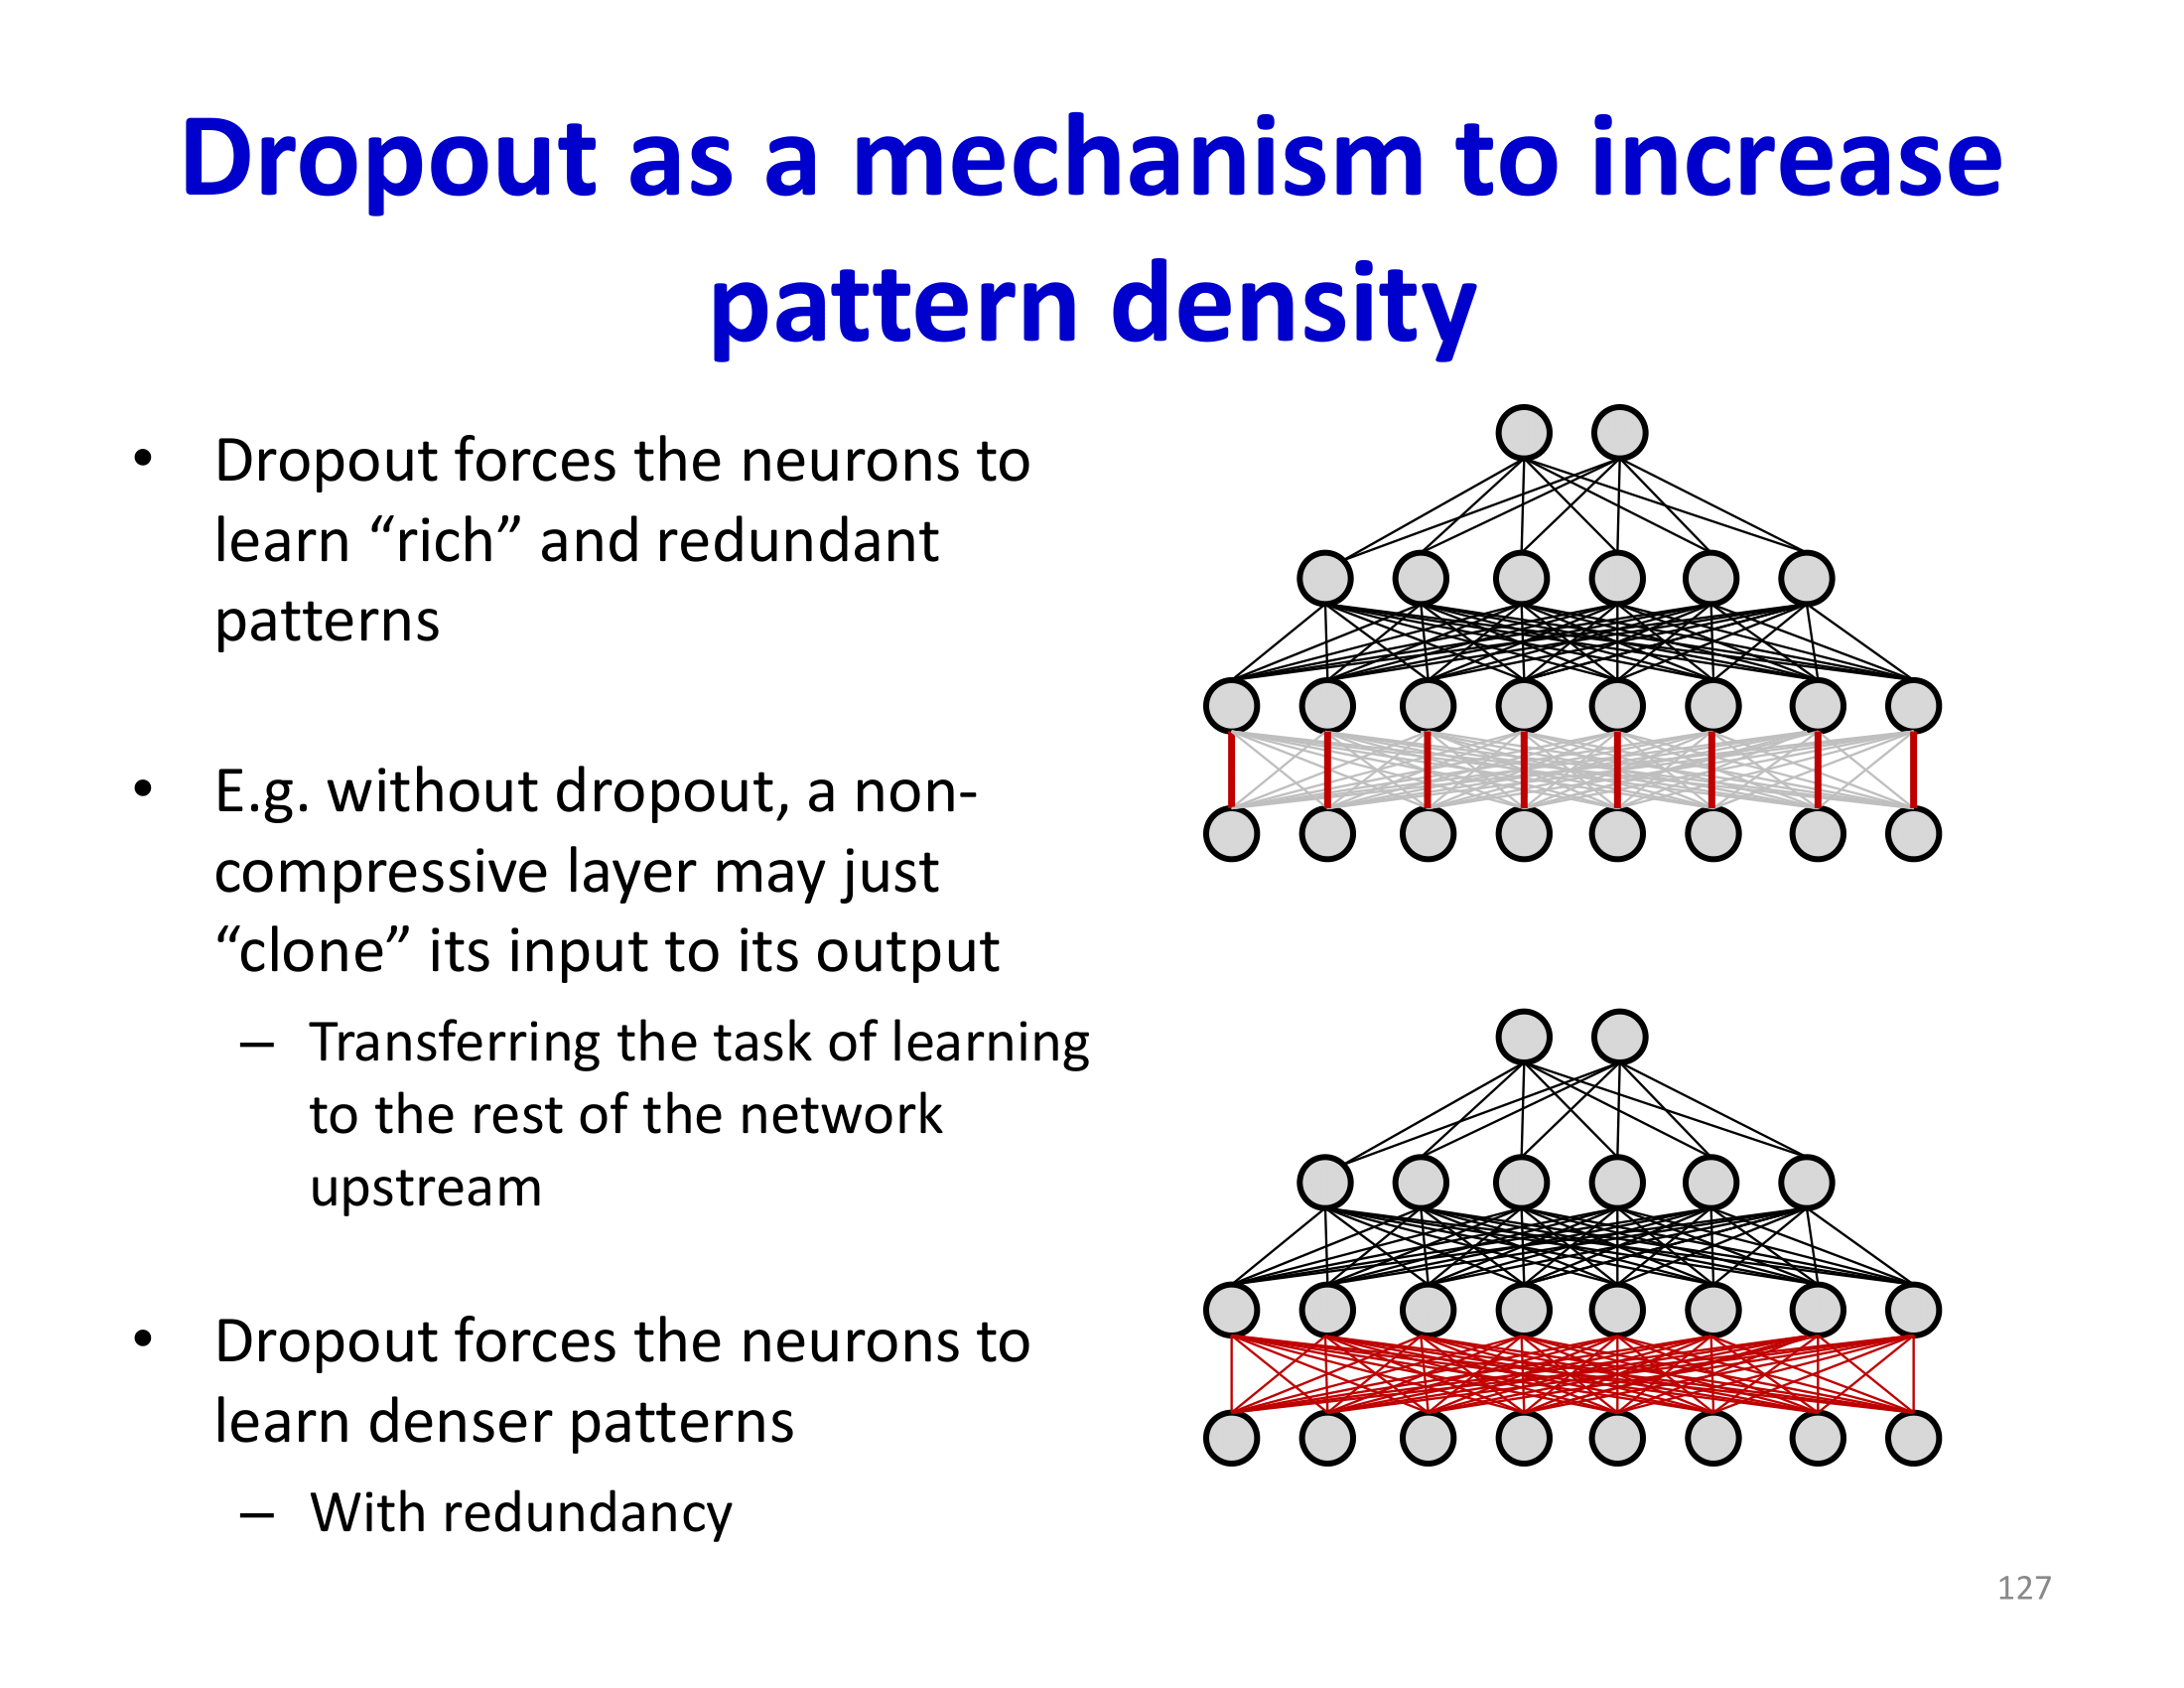 Dropout as a mechanism to increase
pattern density
• Dropout forces the neurons to
learn “rich” and redundant
patterns
• E.g. without dropout, a non-
compressive layer may just
“clone” its input to its output
– Transferring the task of learning
to the rest of the network
upstream
• Dropout forces the neurons to
learn denser patterns
– With redundancy
127